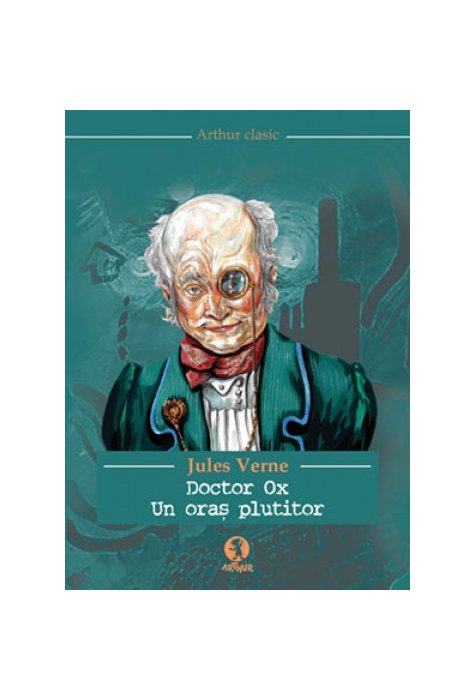 Arthur clasic
Jules Verne
Doctor Ox
Un oraș plutitor
ARTHUR